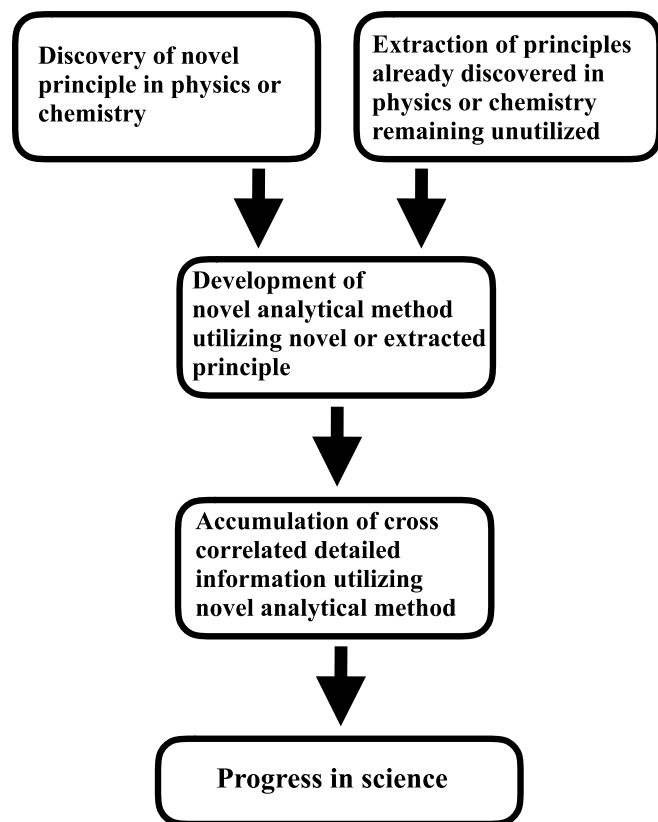 Discovery of novel
principle in physics or
chemistry
Extraction of principles
already discovered in
physics or chemistry
remaining unutilized
Development of
novel analytical method
utilizing novel or extracted
principle
Accumulation of cross
correlated detailed
information utilizing
novel analytical method
Progress in science